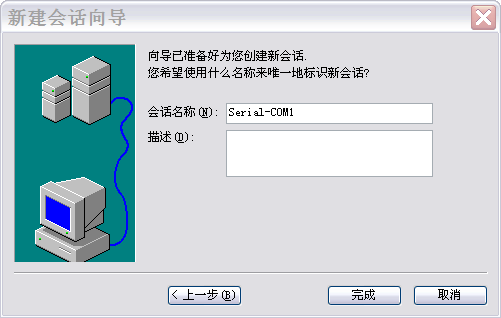 新建会话向导
向导已准备好为您创建新会话.
您希望使用什么名称来唯一地标识新会话?
会话名称(N): Serial-COM1
描述(D):
< 上一步(B) 完成 取消